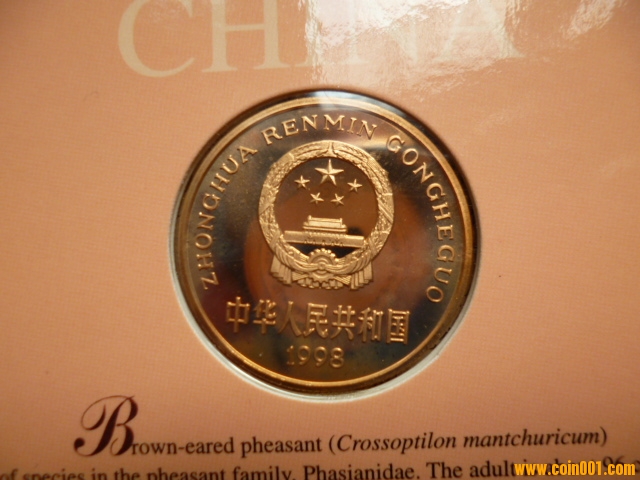 CHINA
ZHONGHUA RENMIN GONGHEGUO
中华人民共和国
1998
Brown-eared pheasant (Crossoptilon mantchuricum)
of species in the pheasant family, Phasianidae. The adult
www.coin001.com